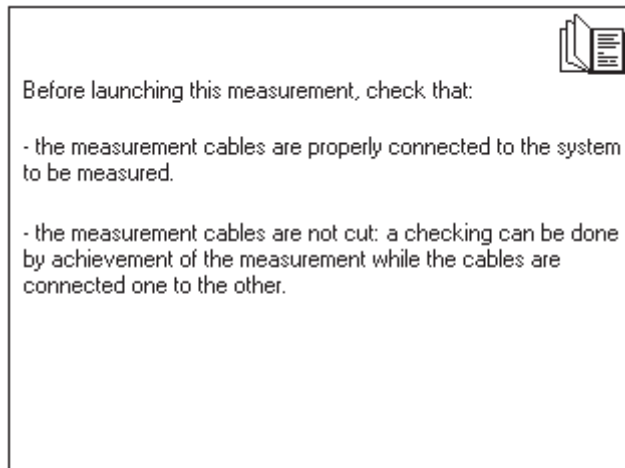 Before launching this measurement, check that:
- the measurement cables are properly connected to the system
to be measured.
- the measurement cables are not cut: a checking can be done
by achievement of the measurement while the cables are
connected one to the other.